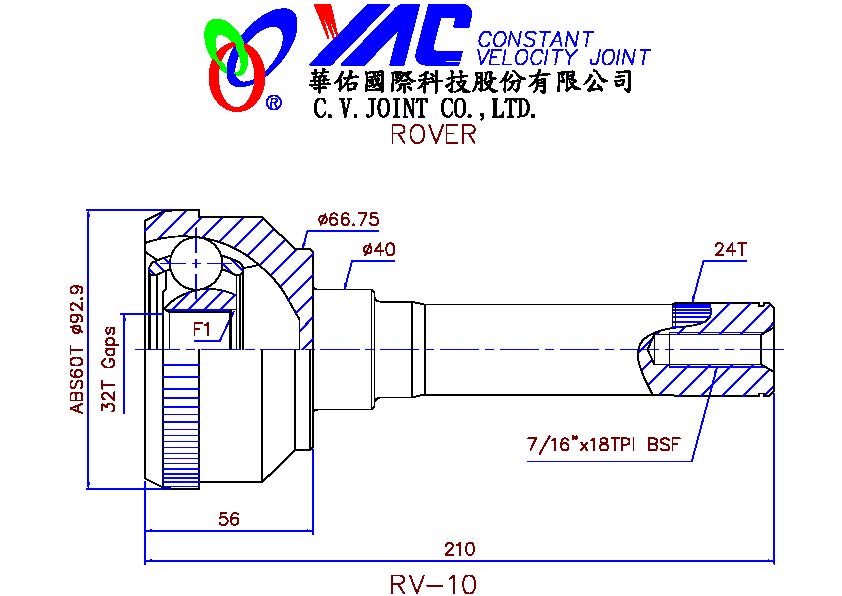 YAC CONSTANT
VELOCITY JOINT
®
華佑國際科技股份有限公司
C.V.JOINT CO.,LTD.
ROVER
ø66.75
ø40
24T
ABS60T ø92.9
32T Gaps
F1
7/16"x18TPI BSF
56
210
RV-10